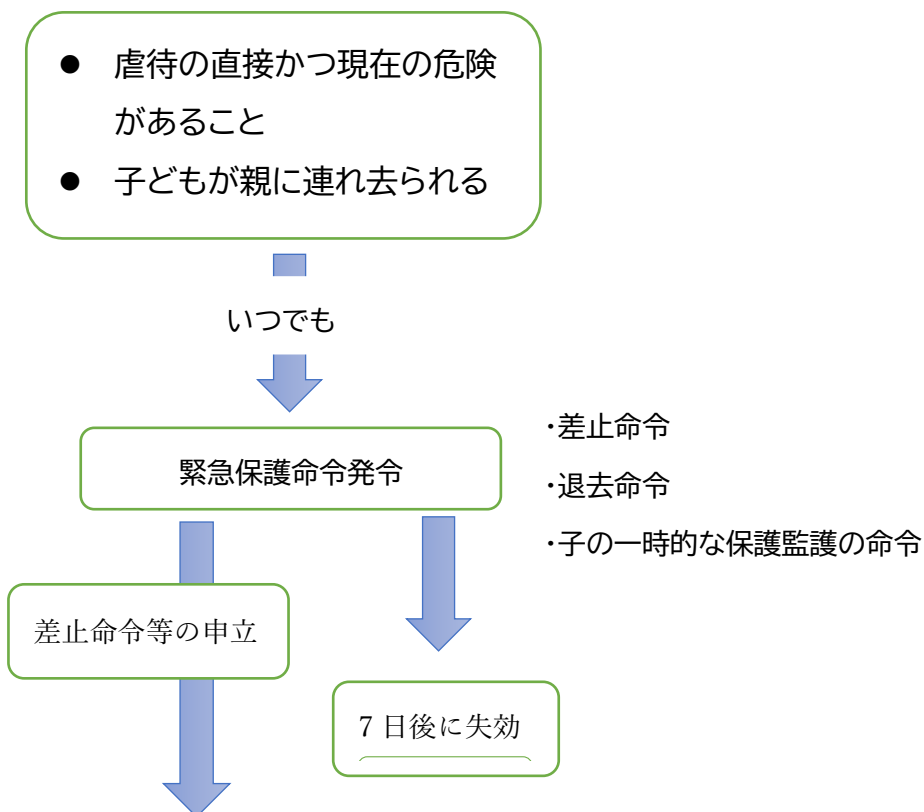 ● 虐待の直接かつ現在の危険
があること
● 子どもが親に連れ去られる
いつでも
緊急保護命令発令
・差止命令
・退去命令
・子の一時的な保護監護の命令
差止命令等の申立
7 日後に失効